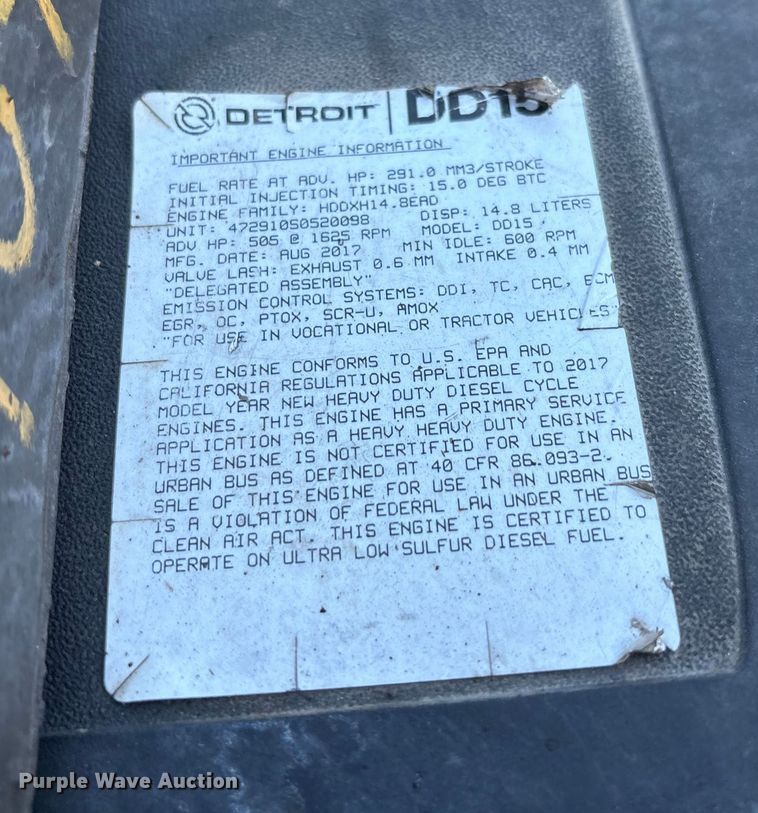 DETROIT DD15
IMPORTANT ENGINE INFORMATION
FUEL RATE AT ADV. HP: 291.0 MM3/STROKE
INITIAL INJECTION TIMING: 15.0 DEG BTC
ENGINE FAMILY: HDDXH14.8EAD
UNIT: 472910S0520098 DISP: 14.8 LITERS
ADV HP: 505 @ 1625 RPM MODEL: DD15
MFG. DATE: AUG 2017 MIN IDLE: 600 RPM
VALVE LASH: EXHAUST 0.6 MM INTAKE 0.4 MM
"DELEGATED ASSEMBLY"
EMISSION CONTROL SYSTEMS: DDI, TC, CAC, ECM
EGR, OC, PTOX, SCR-U, AMOX
"FOR USE IN VOCATIONAL OR TRACTOR VEHICLES"
THIS ENGINE CONFORMS TO U.S. EPA AND
CALIFORNIA REGULATIONS APPLICABLE TO 2017
MODEL YEAR NEW HEAVY DUTY DIESEL CYCLE
ENGINES. THIS ENGINE HAS A PRIMARY SERVICE
APPLICATION AS A HEAVY HEAVY DUTY ENGINE.
THIS ENGINE IS NOT CERTIFIED FOR USE IN AN
URBAN BUS AS DEFINED AT 40 CFR 86.093-2.
SALE OF THIS ENGINE FOR USE IN AN URBAN BUS
IS A VIOLATION OF FEDERAL LAW UNDER THE
CLEAN AIR ACT. THIS ENGINE IS CERTIFIED TO
OPERATE ON ULTRA LOW SULFUR DIESEL FUEL.
Purple Wave Auction